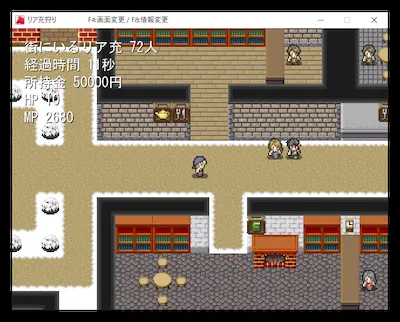 リア充狩り F4:画面変更 / F8:情報変更
街にいるリア充 72人
経過時間 11秒
所持金 50000円
HP 10
MP 2680